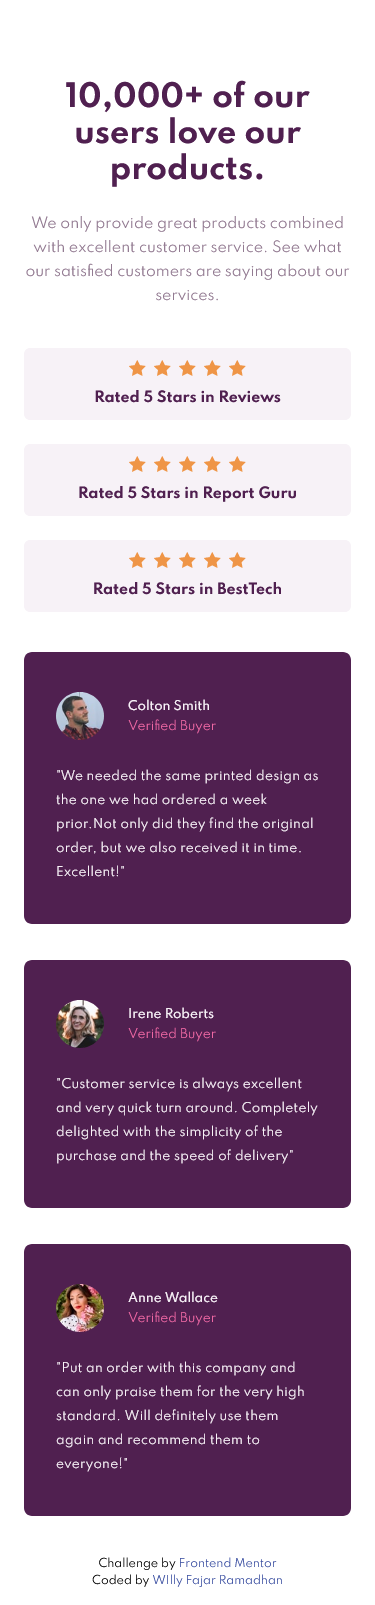 10,000+ of our
users love our
products.
We only provide great products combined
with excellent customer service. See what
our satisfied customers are saying about our
services.
Rated 5 Stars in Reviews
Rated 5 Stars in Report Guru
Rated 5 Stars in BestTech
Colton Smith
Verified Buyer
"We needed the same printed design as
the one we had ordered a week
prior.Not only did they find the original
order, but we also received it in time.
Excellent!"
Irene Roberts
Verified Buyer
"Customer service is always excellent
and very quick turn around. Completely
delighted with the simplicity of the
purchase and the speed of delivery"
Anne Wallace
Verified Buyer
"Put an order with this company and
can only praise them for the very high
standard. Will definitely use them
again and recommend them to
everyone!"
Challenge by Frontend Mentor
Coded by WIlly Fajar Ramadhan